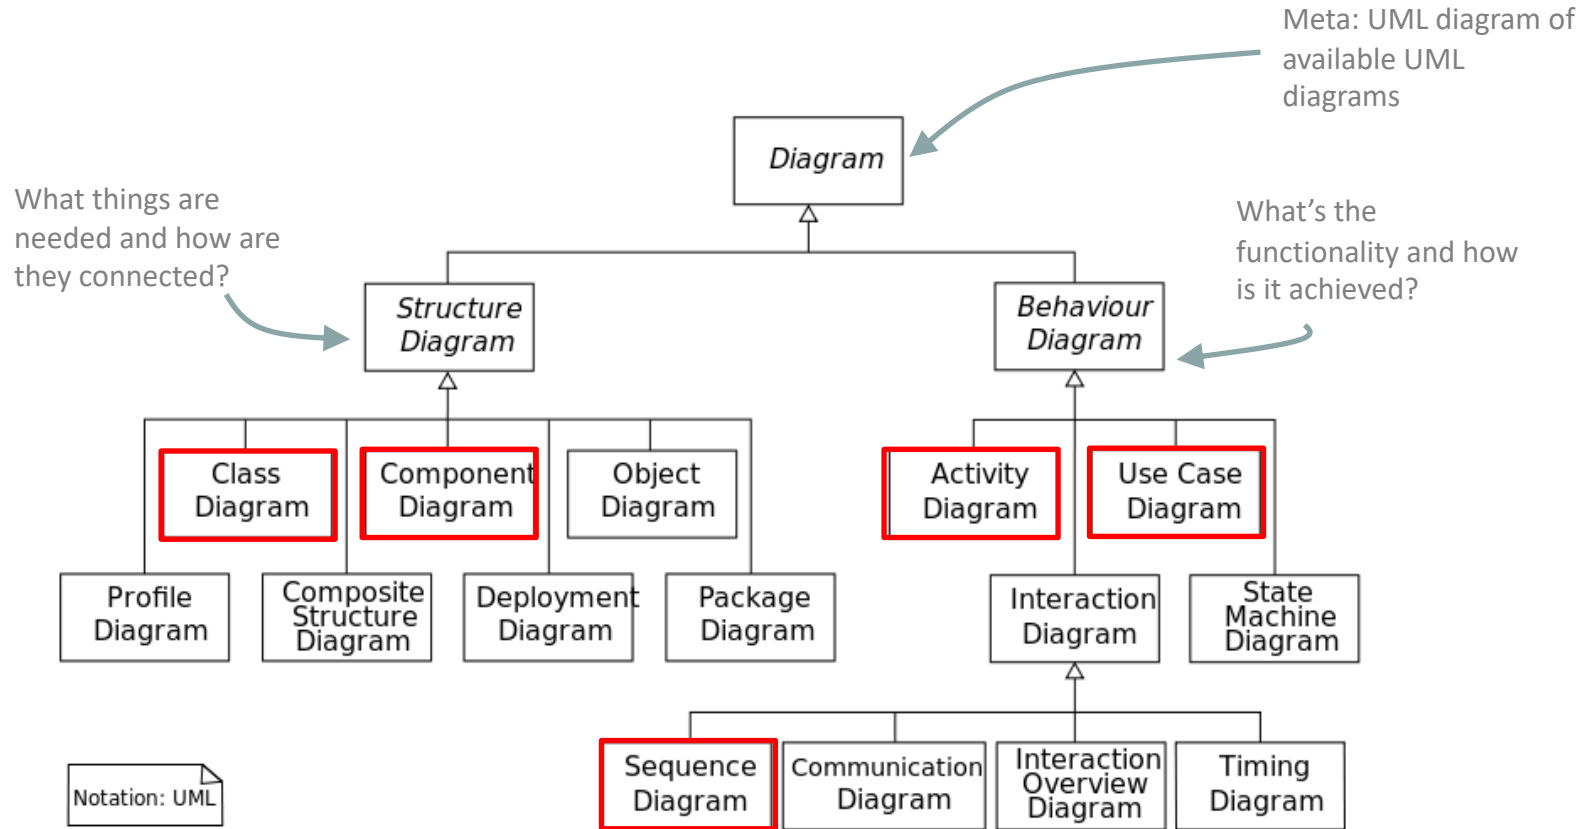 Meta: UML diagram of
available UML
diagrams
Diagram
What things are
needed and how are
they connected?
What’s the
functionality and how
is it achieved?
Structure
Diagram
Behaviour
Diagram
Class
Diagram
Component
Diagram
Object
Diagram
Activity
Diagram
Use Case
Diagram
Profile
Diagram
Composite
Structure
Diagram
Deployment
Diagram
Package
Diagram
Interaction
Diagram
State
Machine
Diagram
Sequence
Diagram
Communication
Diagram
Interaction
Overview
Diagram
Timing
Diagram
Notation: UML